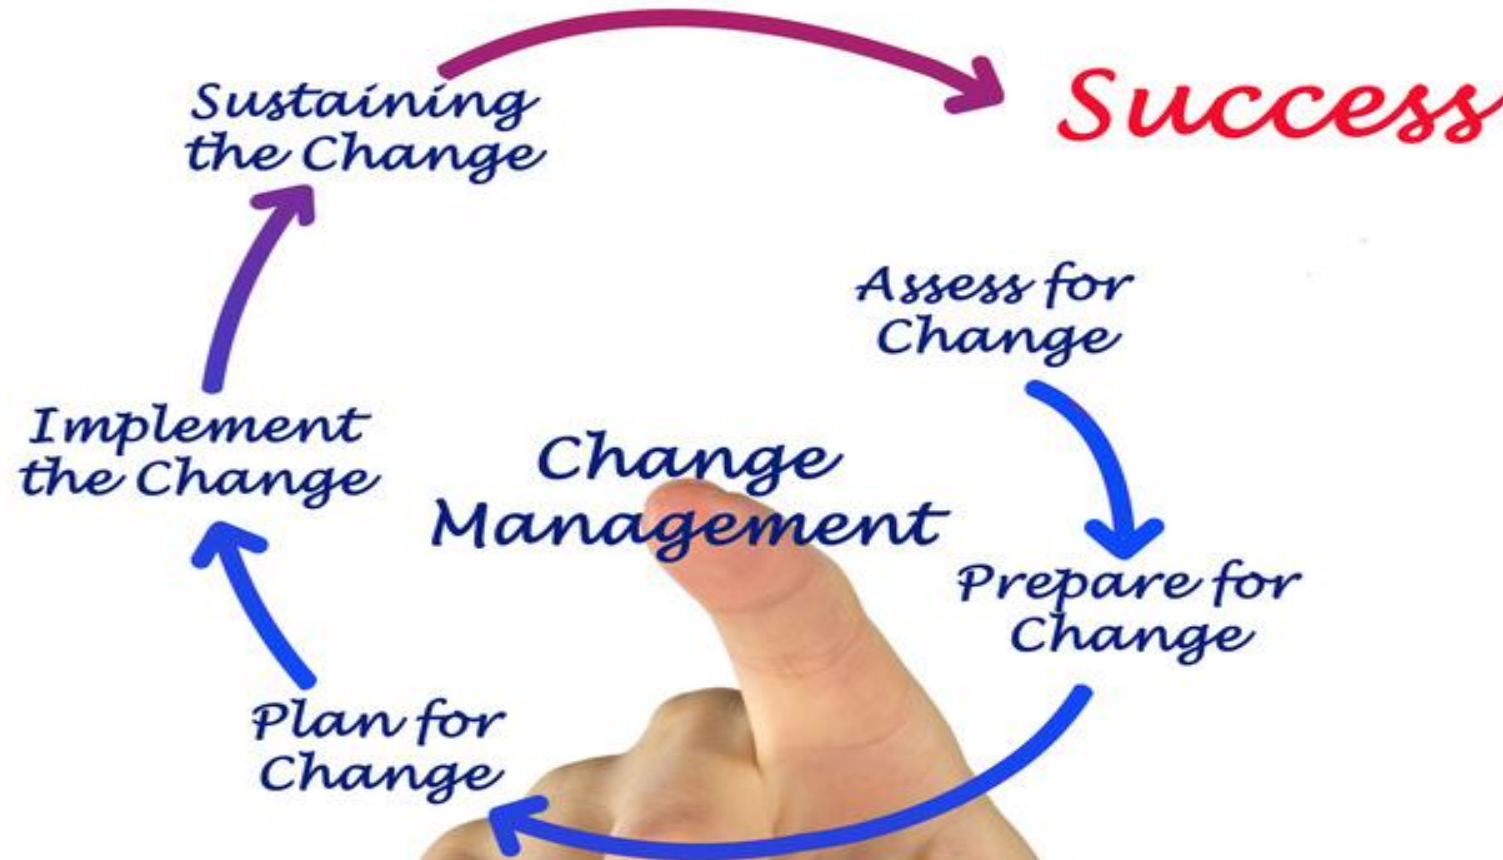 Sustaining
the Change
Success
Assess for
Change
Implement
the Change
Change
Management
Prepare for
Change
Plan for
Change